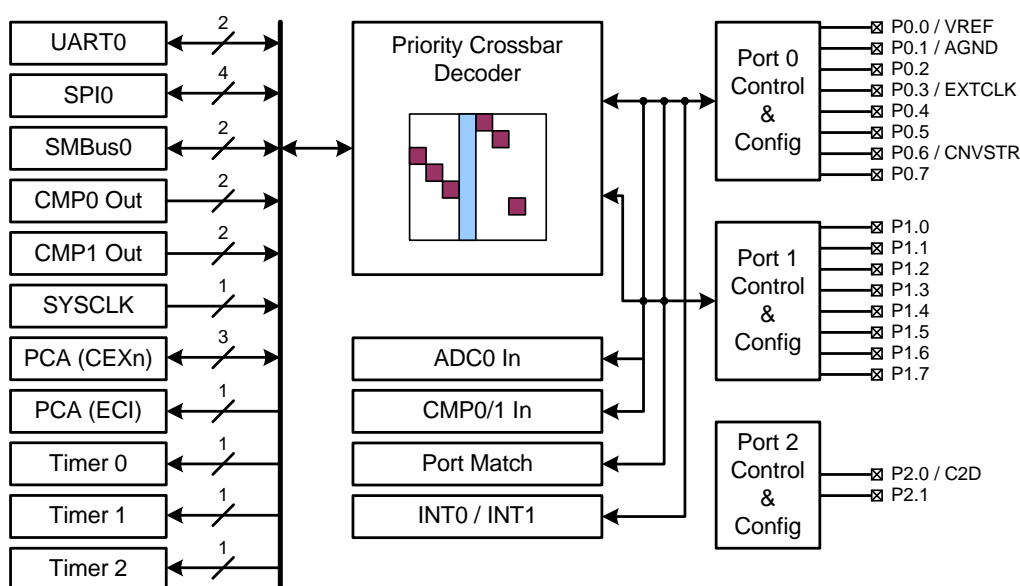 UART0
2
SPI0
4
SMBus0
2
CMP0 Out
2
CMP1 Out
2
SYSCLK
1
PCA (CEXn)
3
PCA (ECI)
1
Timer 0
1
Timer 1
1
Timer 2
1
Priority Crossbar
Decoder
ADC0 In
CMP0/1 In
Port Match
INT0 / INT1
Port 0
Control
&
Config
P0.0 / VREF
P0.1 / AGND
P0.2
P0.3 / EXTCLK
P0.4
P0.5
P0.6 / CNVSTR
P0.7
Port 1
Control
&
Config
P1.0
P1.1
P1.2
P1.3
P1.4
P1.5
P1.6
P1.7
Port 2
Control
&
Config
P2.0 / C2D
P2.1